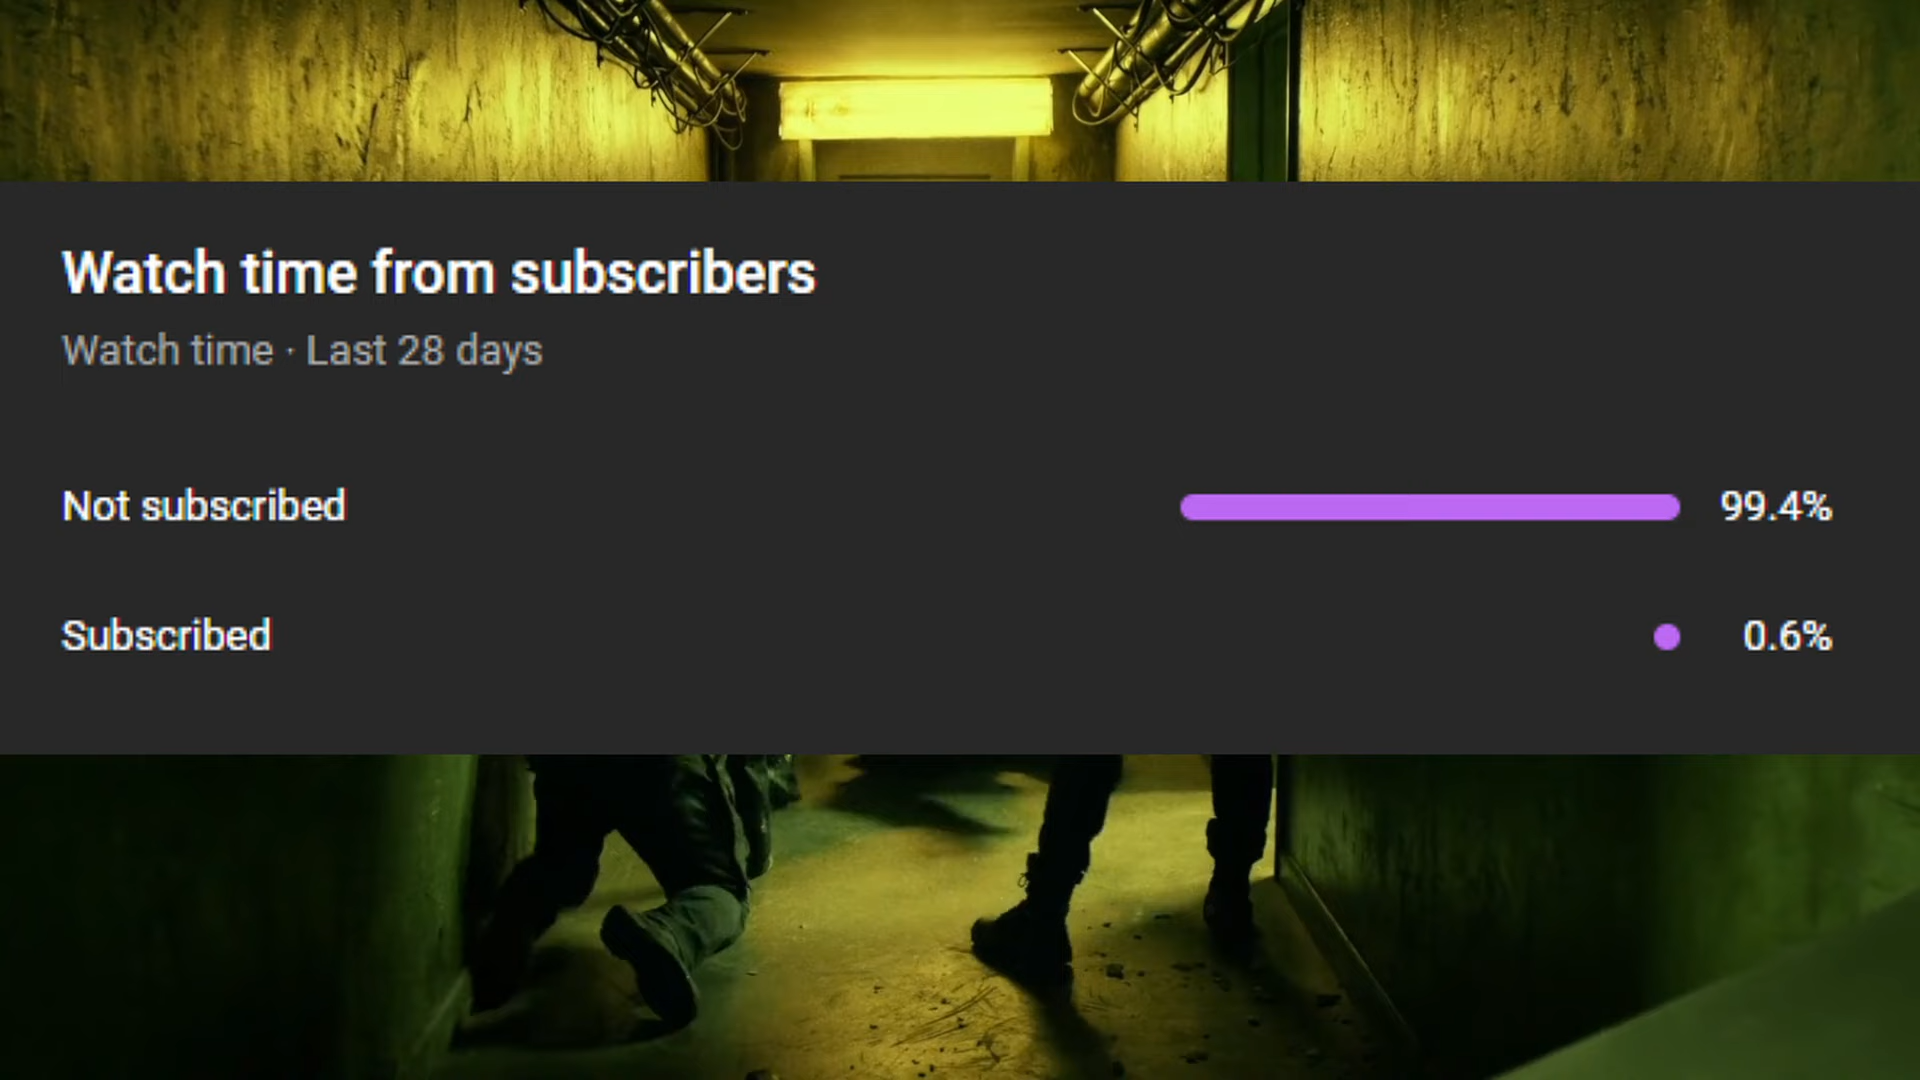 Watch time from subscribers
Watch time · Last 28 days
Not subscribed 99.4%
Subscribed 0.6%